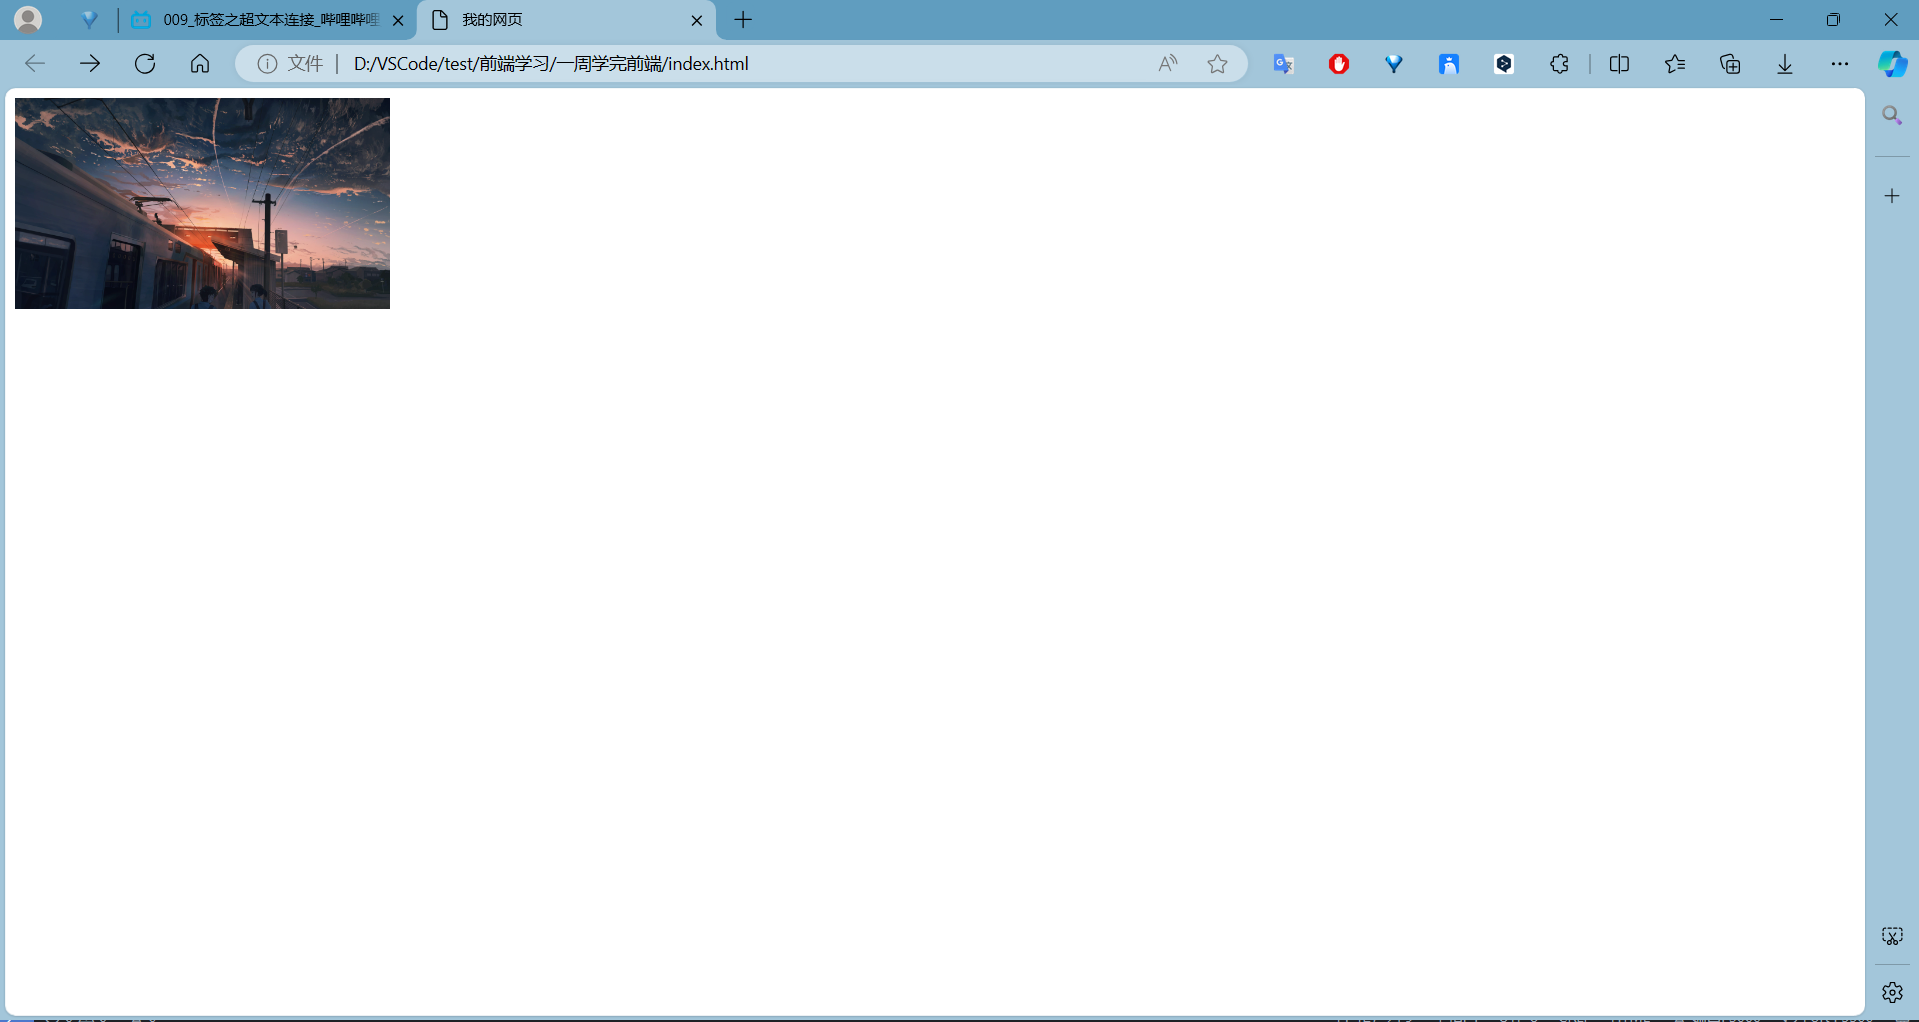 009_标签之超文本连接_哔哩哔哩
我的网页
文件
D:/VSCode/test/前端学习/一周学完前端/index.html